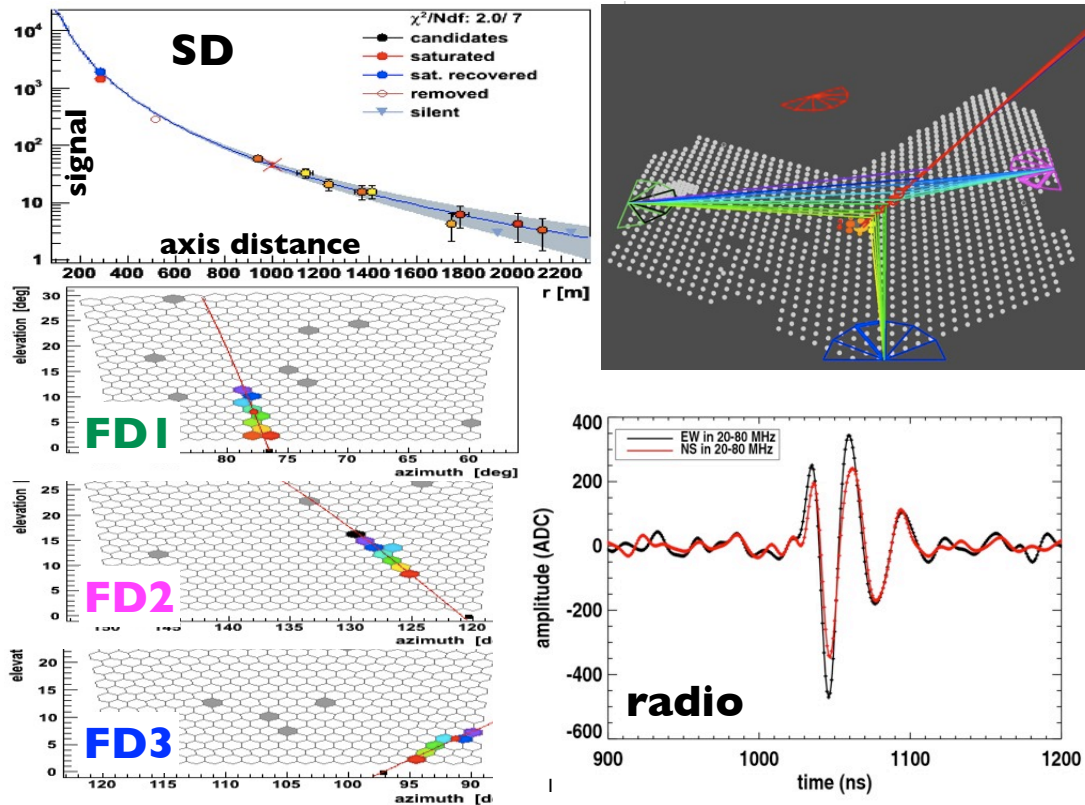 SD
χ²/Ndf: 2.0/ 7
candidates
saturated
sat. recovered
removed
silent
10⁴
10³
10²
10
1
signal
axis distance
200 400 600 800 1000 1200 1400 1600 1800 2000 2200
r [m]
elevation [deg]
30
25
20
15
10
5
0
FD1
80 75 70 65 60
azimuth [deg]
elevation
25
20
15
10
5
0
FD2
150 145 140 135 130 125 120
azimuth [de
elevat
20
15
10
5
0
FD3
120 115 110 105 100 95 90
azimuth [de
EW in 20-80 MHz
NS in 20-80 MHz
amplitude (ADC)
400
200
0
-200
-400
-600
radio
900 1000 1100 1200
time (ns)